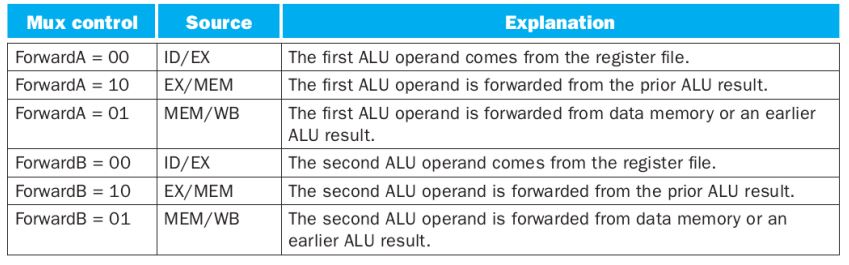 Mux control Source Explanation
ForwardA = 00 ID/EX The first ALU operand comes from the register file.
ForwardA = 10 EX/MEM The first ALU operand is forwarded from the prior ALU result.
ForwardA = 01 MEM/WB The first ALU operand is forwarded from data memory or an earlier
ALU result.
ForwardB = 00 ID/EX The second ALU operand comes from the register file.
ForwardB = 10 EX/MEM The second ALU operand is forwarded from the prior ALU result.
ForwardB = 01 MEM/WB The second ALU operand is forwarded from data memory or an
earlier ALU result.